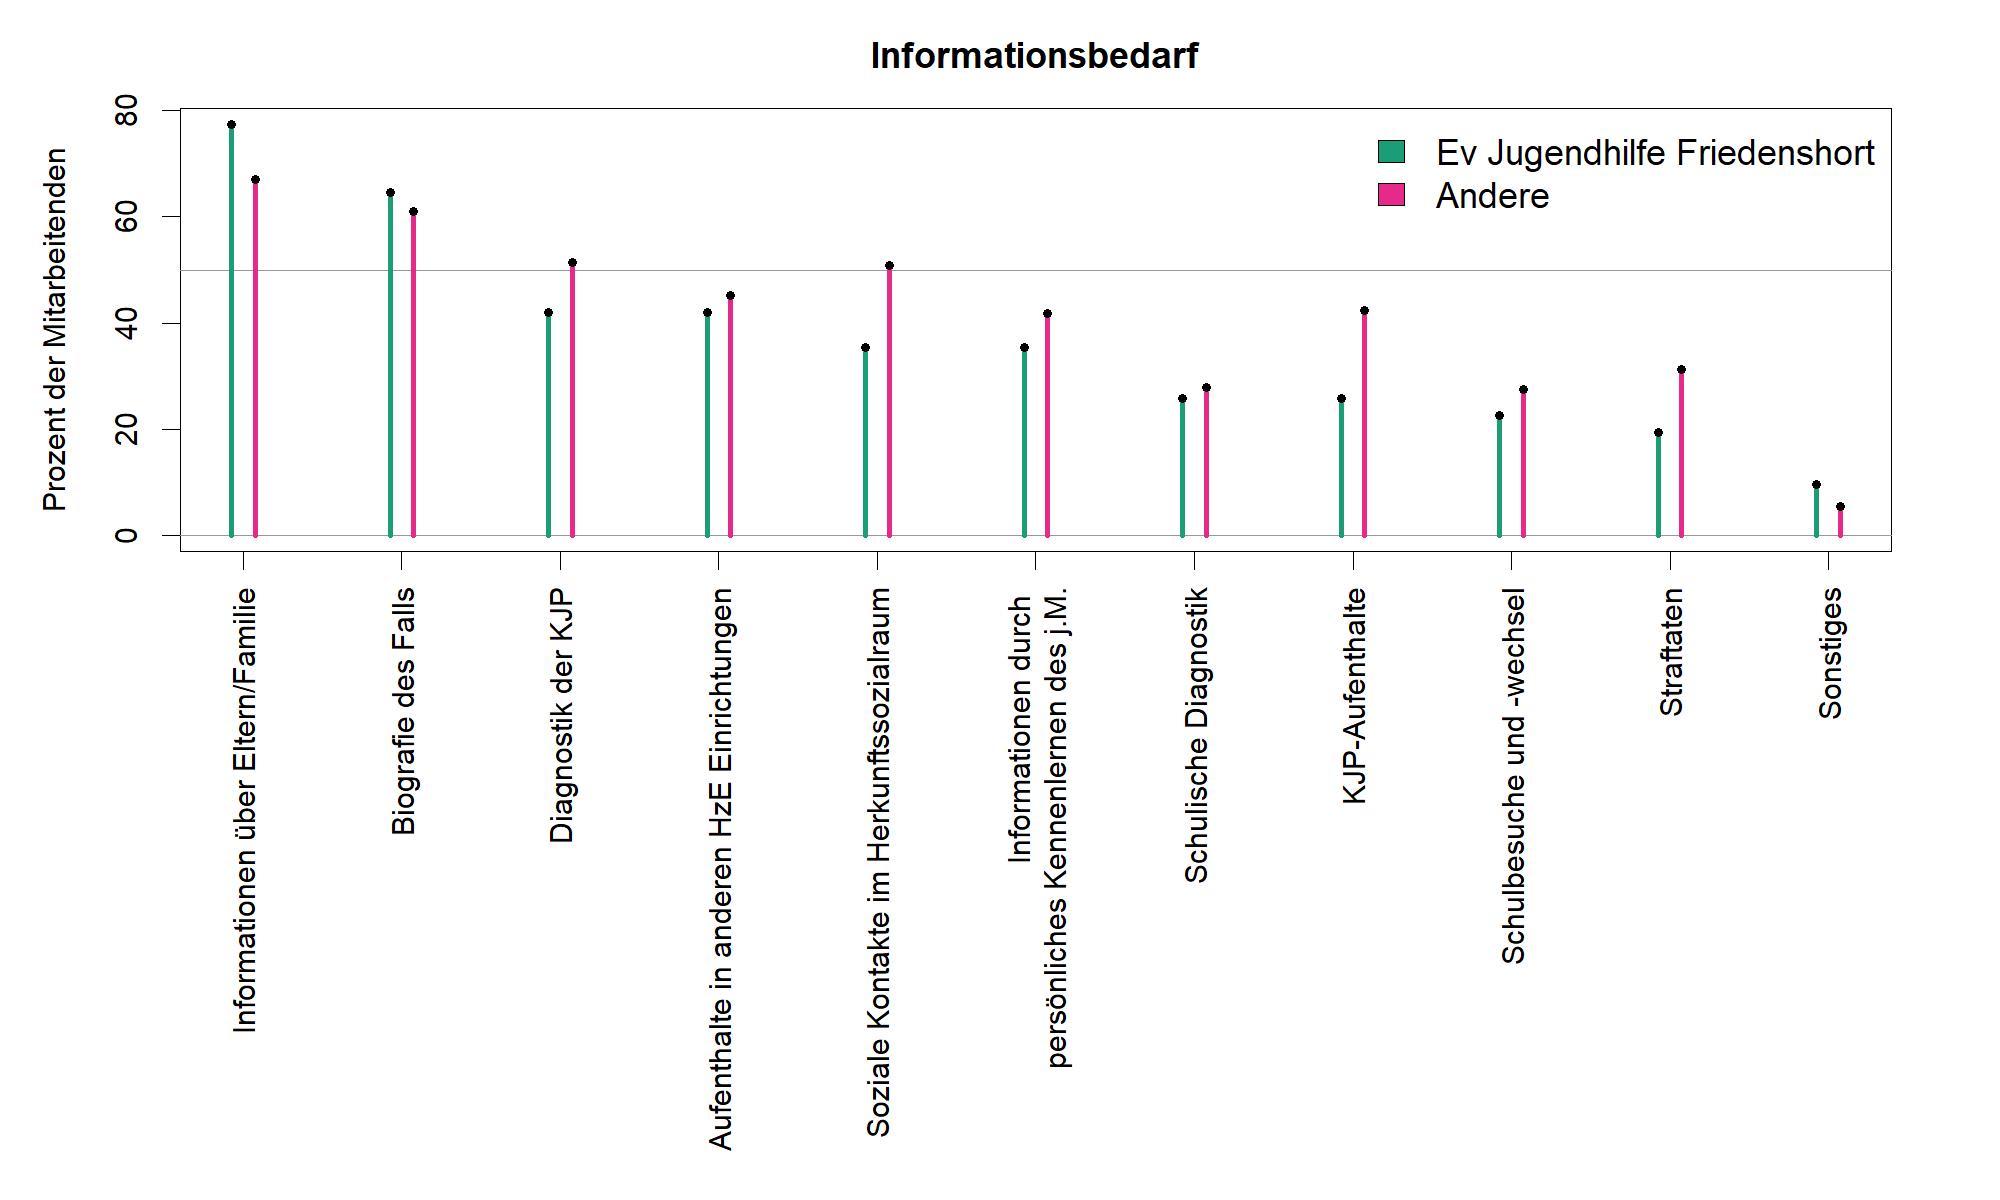 Informationsbedarf
Prozent der Mitarbeitenden
80
60
40
20
0
Ev Jugendhilfe Friedenshort
Andere
Informationen über Eltern/Familie
Biografie des Falls
Diagnostik der KJP
Aufenthalte in anderen HzE Einrichtungen
Soziale Kontakte im Herkunftssozialraum
Informationen durch
persönliches Kennenlernen des j.M.
Schulische Diagnostik
KJP-Aufenthalte
Schulbesuche und -wechsel
Straftaten
Sonstiges